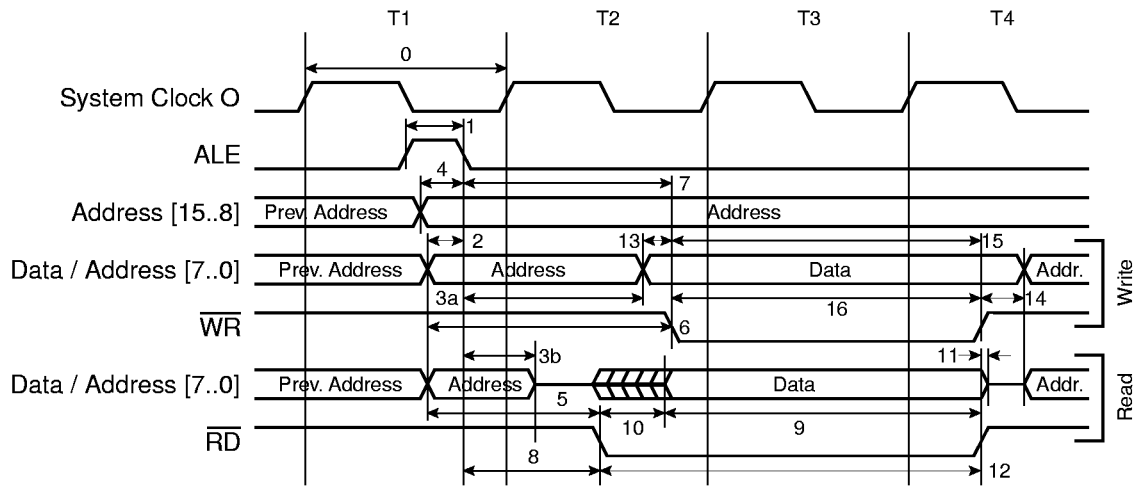 T1 T2 T3 T4
0
System Clock O
1
ALE
4 7
Address [15..8] Prev. Address Address
2 13 15
Data / Address [7..0] Prev. Address Address Data Addr.
3a 16 14
WR 6
Write
3b 11
Data / Address [7..0] Prev. Address Address Data Addr.
5 10 9
Read
RD
8 12